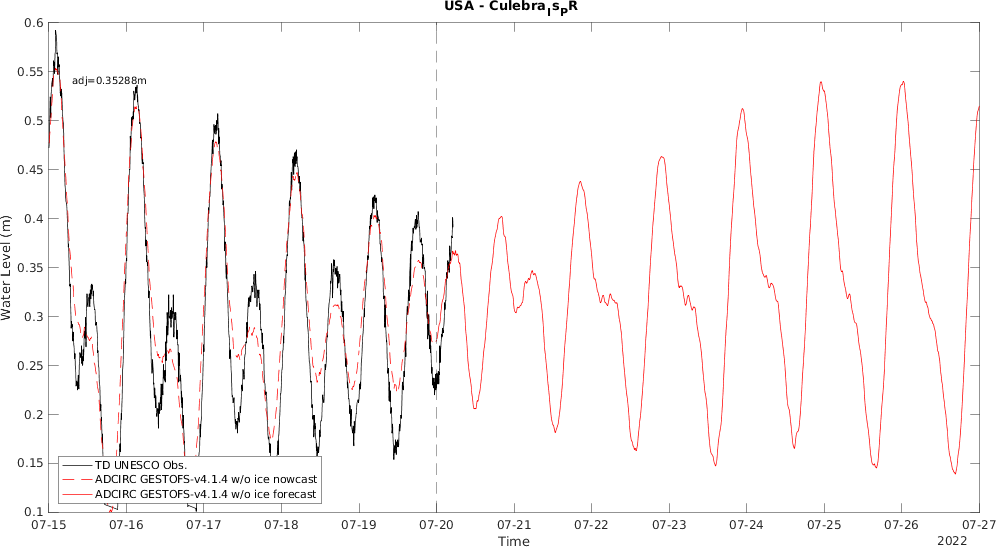 USA - CulebraIsPR
0.6
0.55
0.5
0.45
0.4
0.35
0.3
0.25
0.2
0.15
0.1
Water Level (m)
adj=0.35288m
TD UNESCO Obs.
ADCIRC GESTOFS-v4.1.4 w/o ice nowcast
ADCIRC GESTOFS-v4.1.4 w/o ice forecast
07-15 07-16 07-17 07-18 07-19 07-20 07-21 07-22 07-23 07-24 07-25 07-26 07-27
Time
2022